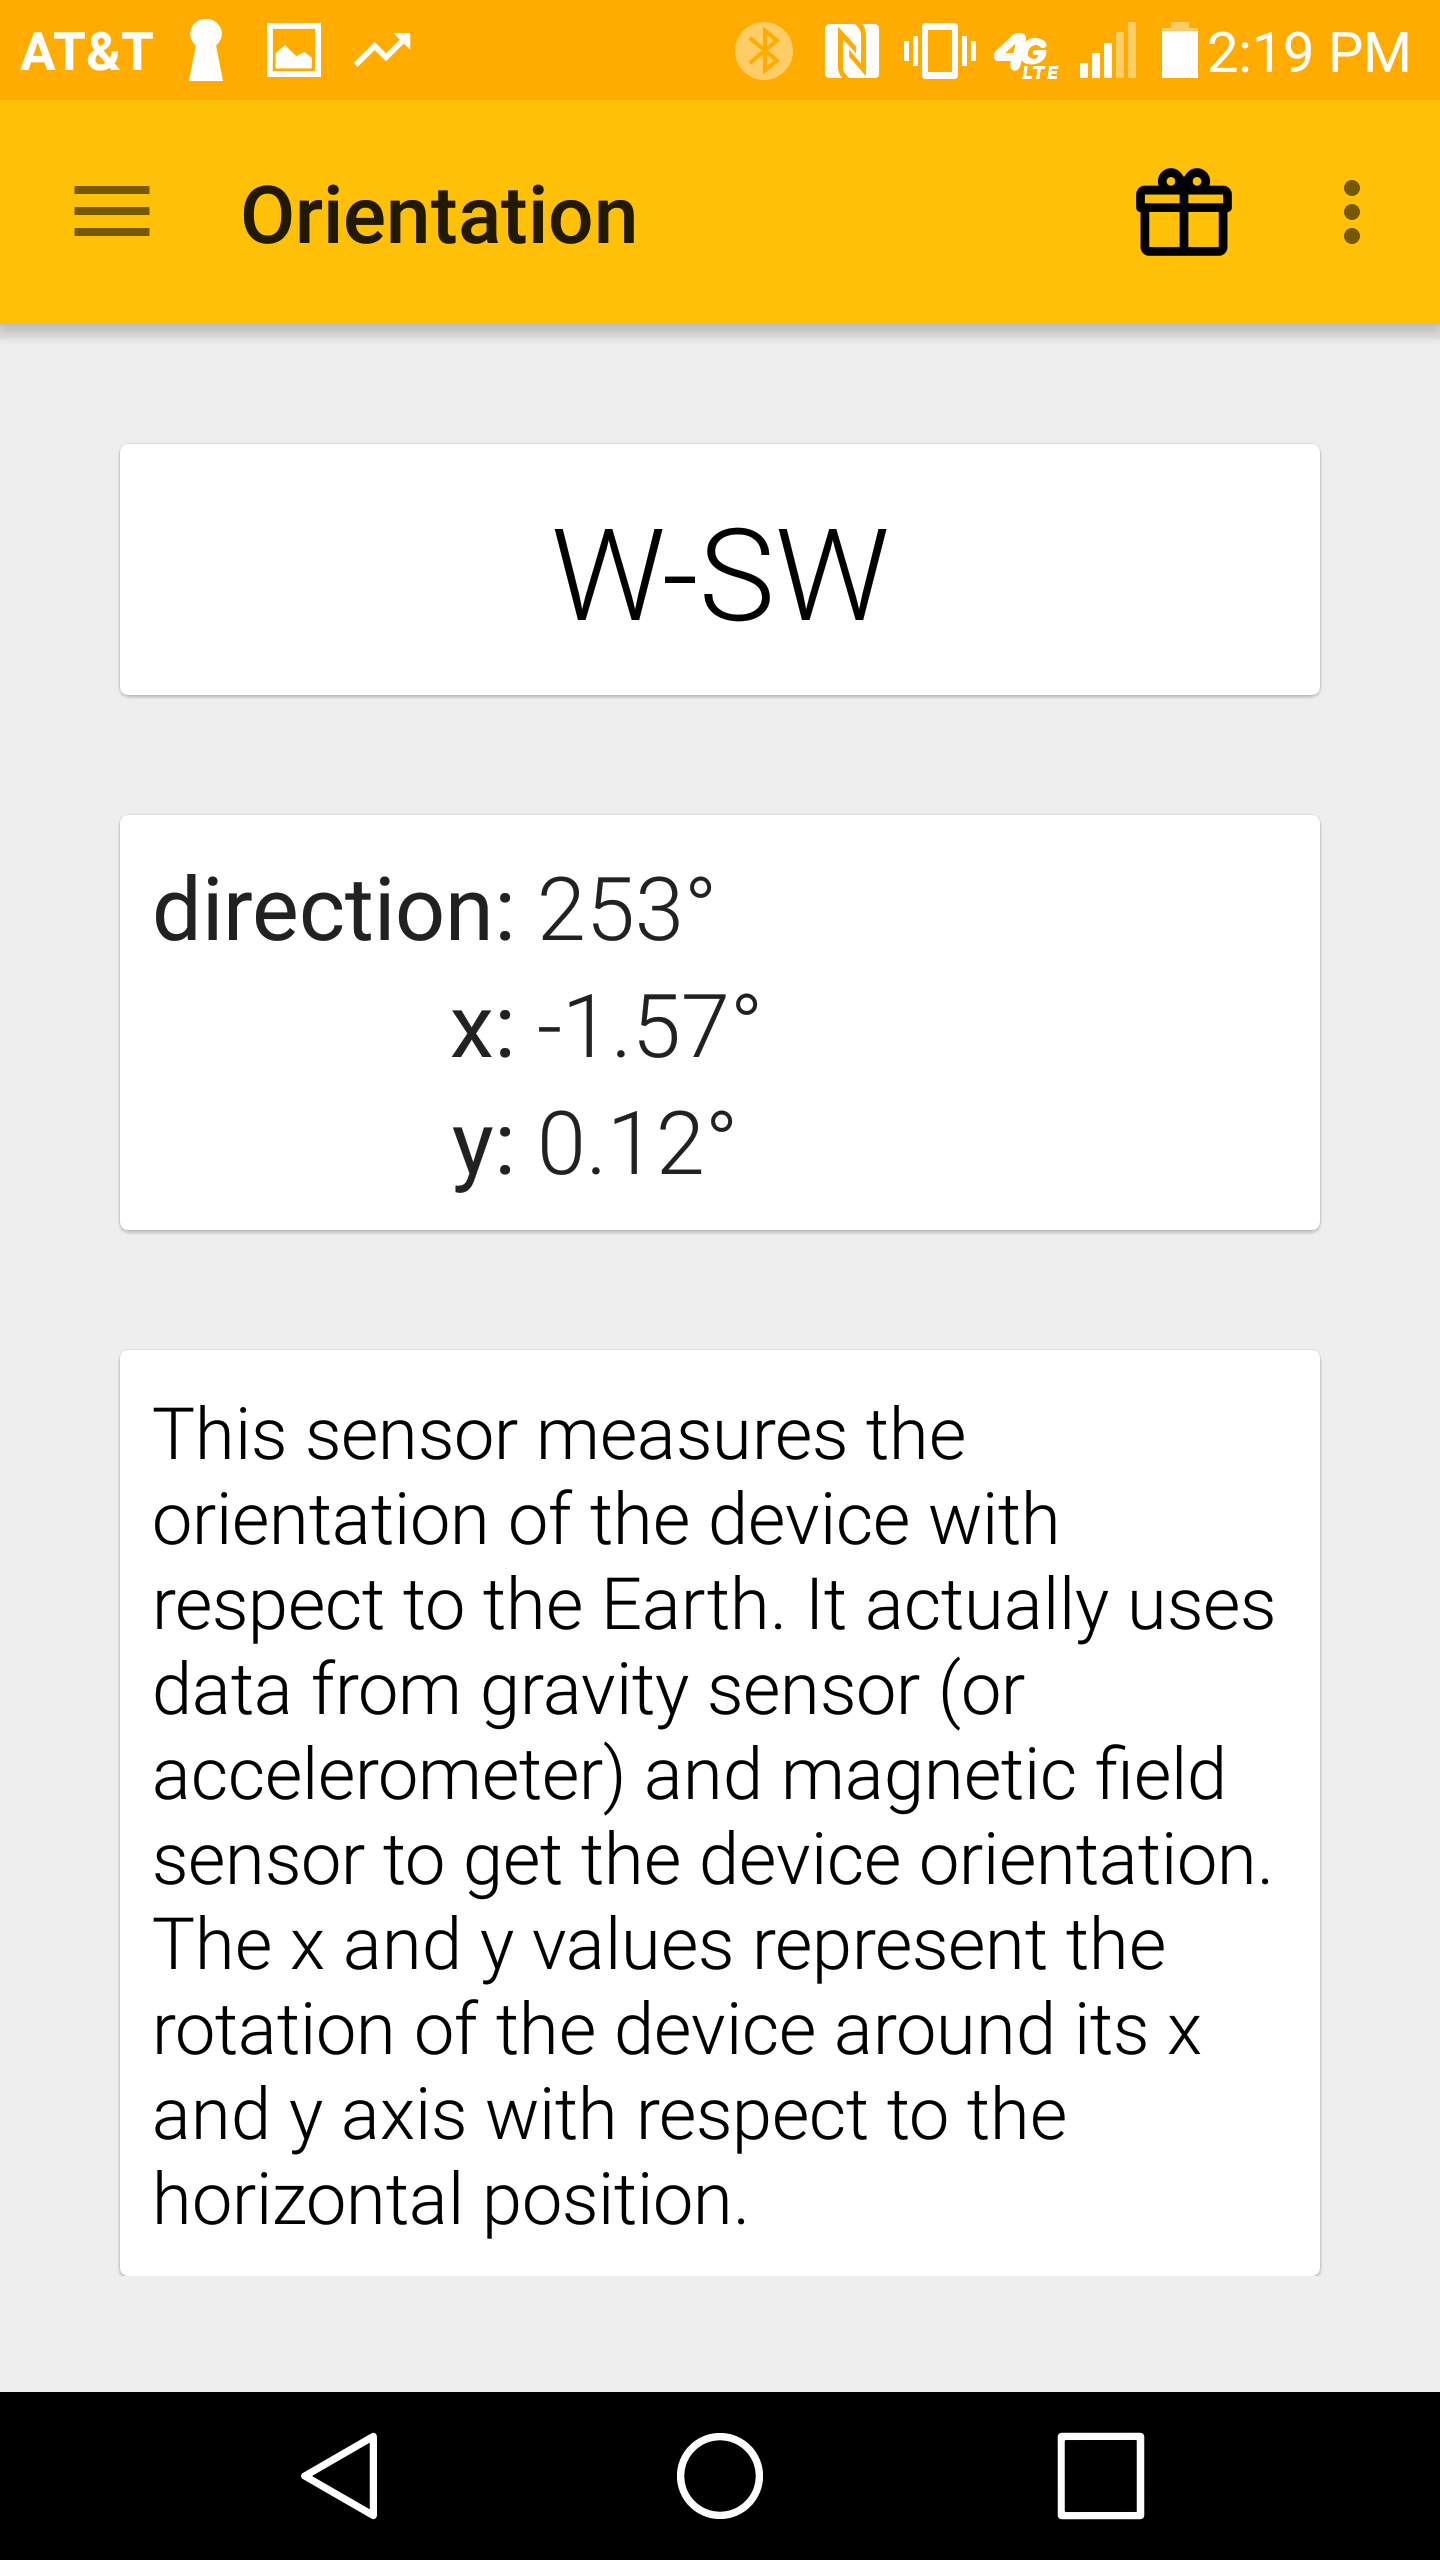 AT&T 4G LTE 2:19 PM
Orientation
W-SW
direction: 253°
x: -1.57°
y: 0.12°
This sensor measures the
orientation of the device with
respect to the Earth. It actually uses
data from gravity sensor (or
accelerometer) and magnetic field
sensor to get the device orientation.
The x and y values represent the
rotation of the device around its x
and y axis with respect to the
horizontal position.